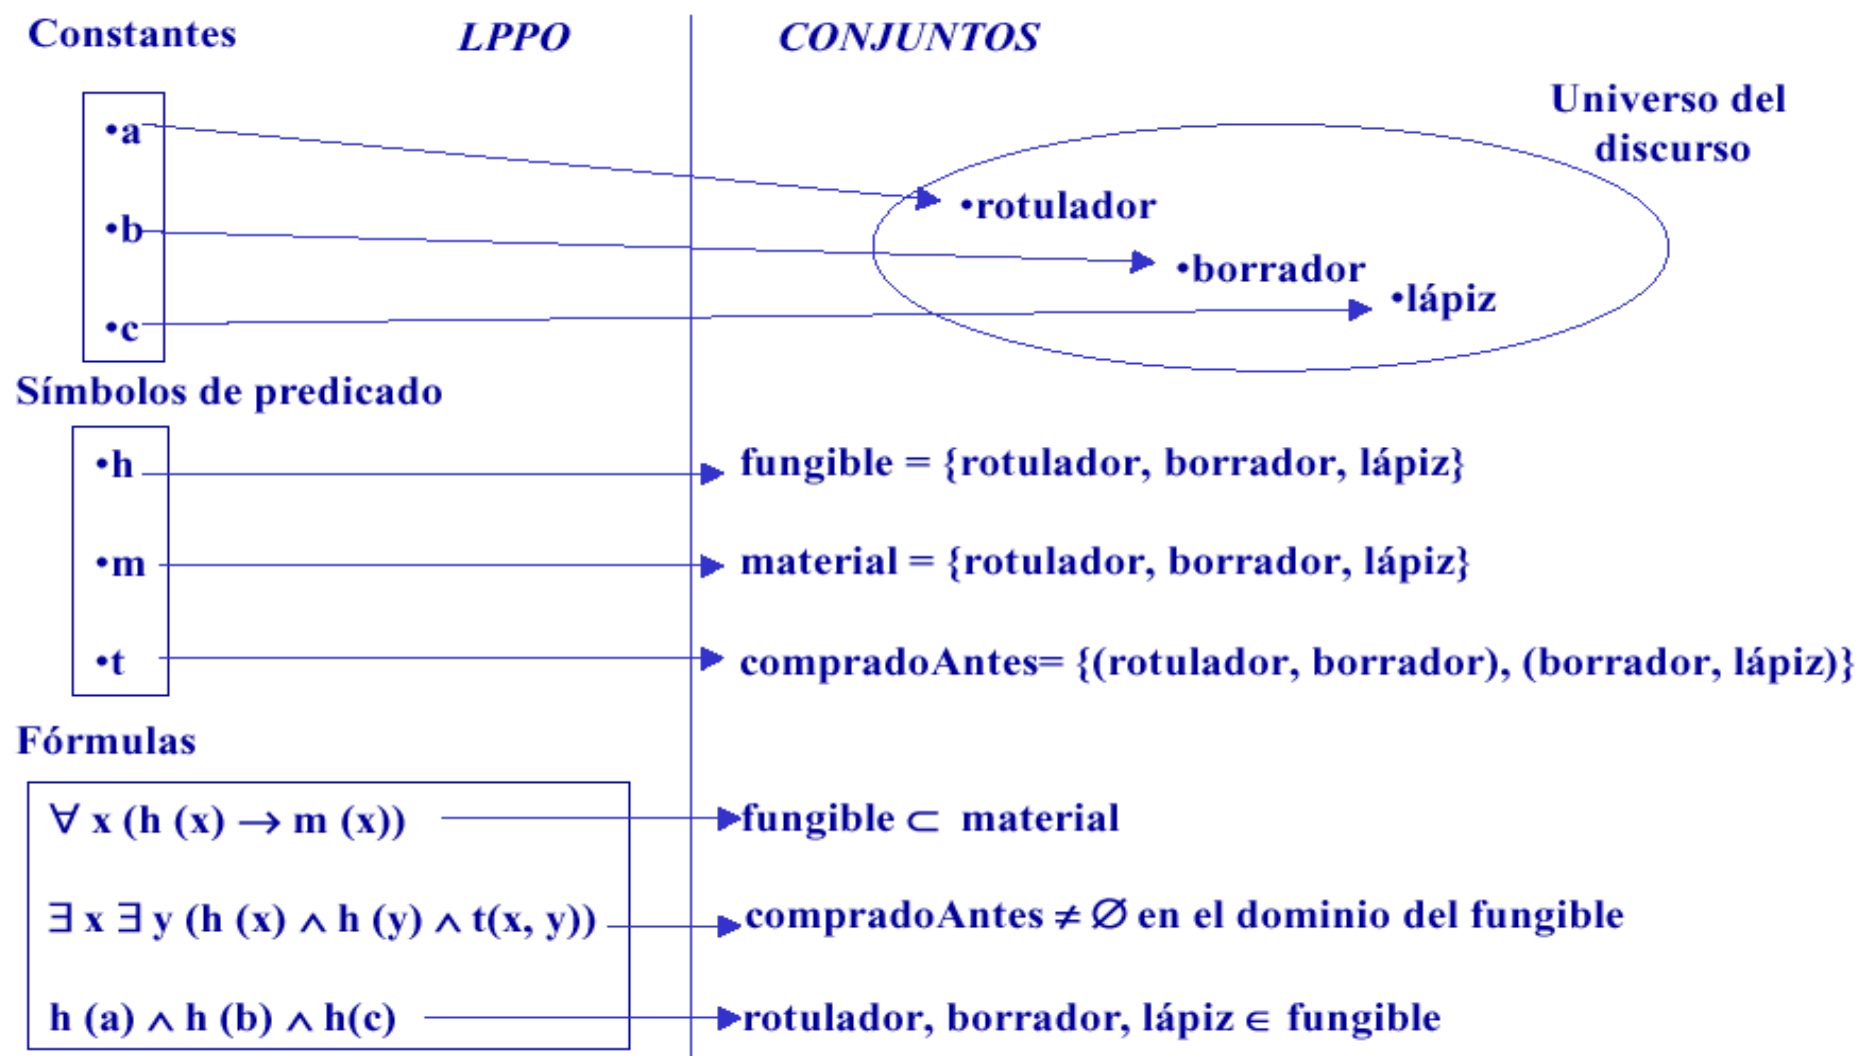 Constantes LPPO CONJUNTOS
Universo del
discurso
•a
•rotulador
•b
•borrador
•lápiz
•c
Símbolos de predicado
•h fungible = {rotulador, borrador, lápiz}
•m material = {rotulador, borrador, lápiz}
•t compradoAntes= {(rotulador, borrador), (borrador, lápiz)}
Fórmulas
∀ x (h (x) → m (x)) fungible ⊂ material
∃ x ∃ y (h (x) ∧ h (y) ∧ t(x, y)) compradoAntes ≠ ∅ en el dominio del fungible
h (a) ∧ h (b) ∧ h(c) rotulador, borrador, lápiz ∈ fungible